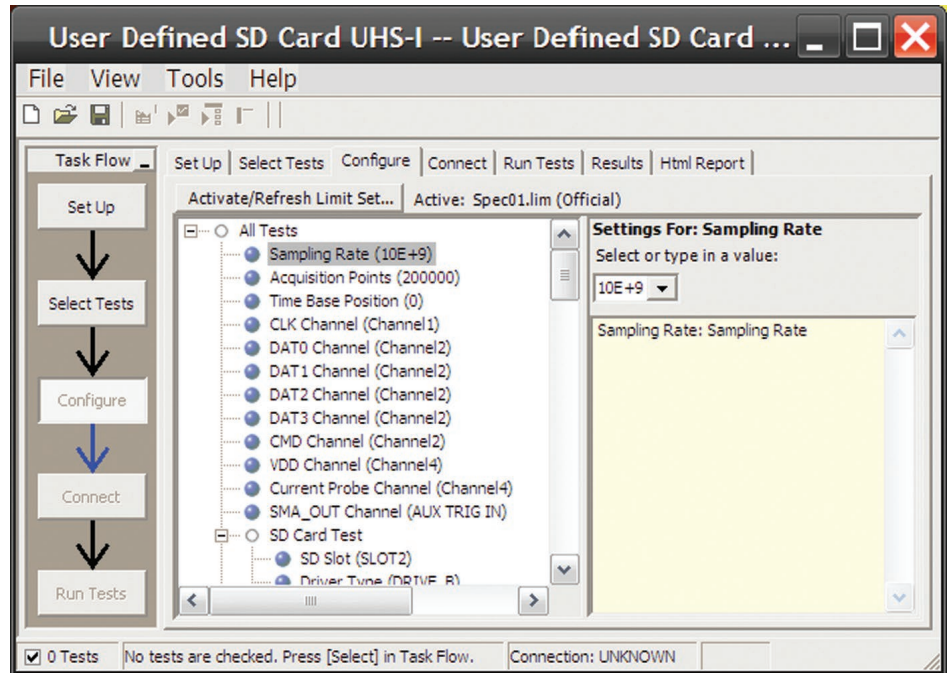 User Defined SD Card UHS-I -- User Defined SD Card ...
File View Tools Help
Task Flow
Set Up
Select Tests
Configure
Connect
Run Tests
Set Up Select Tests Configure Connect Run Tests Results Html Report
Activate/Refresh Limit Set... Active: Spec01.lim (Official)
All Tests
Sampling Rate (10E+9)
Acquisition Points (200000)
Time Base Position (0)
CLK Channel (Channel1)
DAT0 Channel (Channel2)
DAT1 Channel (Channel2)
DAT2 Channel (Channel2)
DAT3 Channel (Channel2)
CMD Channel (Channel2)
VDD Channel (Channel4)
Current Probe Channel (Channel4)
SMA_OUT Channel (AUX TRIG IN)
SD Card Test
SD Slot (SLOT2)
Driver Type (DRIVE_B)
Settings For: Sampling Rate
Select or type in a value:
10E+9
Sampling Rate: Sampling Rate
0 Tests No tests are checked. Press [Select] in Task Flow. Connection: UNKNOWN